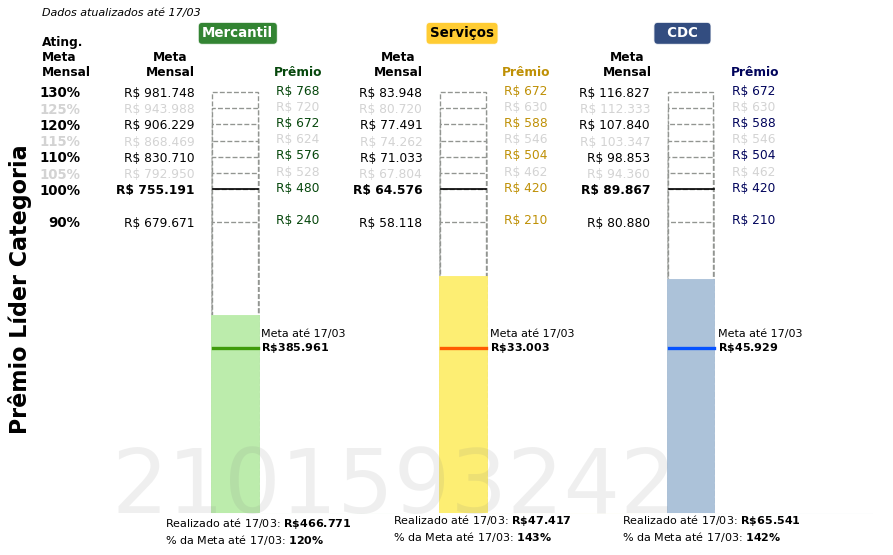 Dados atualizados até 17/03
Mercantil
Serviços
CDC
Ating.
Meta
Mensal
Meta
Mensal
Prêmio
Meta
Mensal
Prêmio
Meta
Mensal
Prêmio
130% R$ 981.748 R$ 768 R$ 83.948 R$ 672 R$ 116.827 R$ 672
125% R$ 943.988 R$ 720 R$ 80.720 R$ 630 R$ 112.333 R$ 630
120% R$ 906.229 R$ 672 R$ 77.491 R$ 588 R$ 107.840 R$ 588
115% R$ 868.469 R$ 624 R$ 74.262 R$ 546 R$ 103.347 R$ 546
110% R$ 830.710 R$ 576 R$ 71.033 R$ 504 R$ 98.853 R$ 504
105% R$ 792.950 R$ 528 R$ 67.804 R$ 462 R$ 94.360 R$ 462
100% R$ 755.191 R$ 480 R$ 64.576 R$ 420 R$ 89.867 R$ 420
90% R$ 679.671 R$ 240 R$ 58.118 R$ 210 R$ 80.880 R$ 210
Prêmio Líder Categoria
Meta até 17/03
R$385.961
Meta até 17/03
R$33.003
Meta até 17/03
R$45.929
2101593242
Realizado até 17/03: R$466.771
% da Meta até 17/03: 120%
Realizado até 17/03: R$47.417
% da Meta até 17/03: 143%
Realizado até 17/03: R$65.541
% da Meta até 17/03: 142%